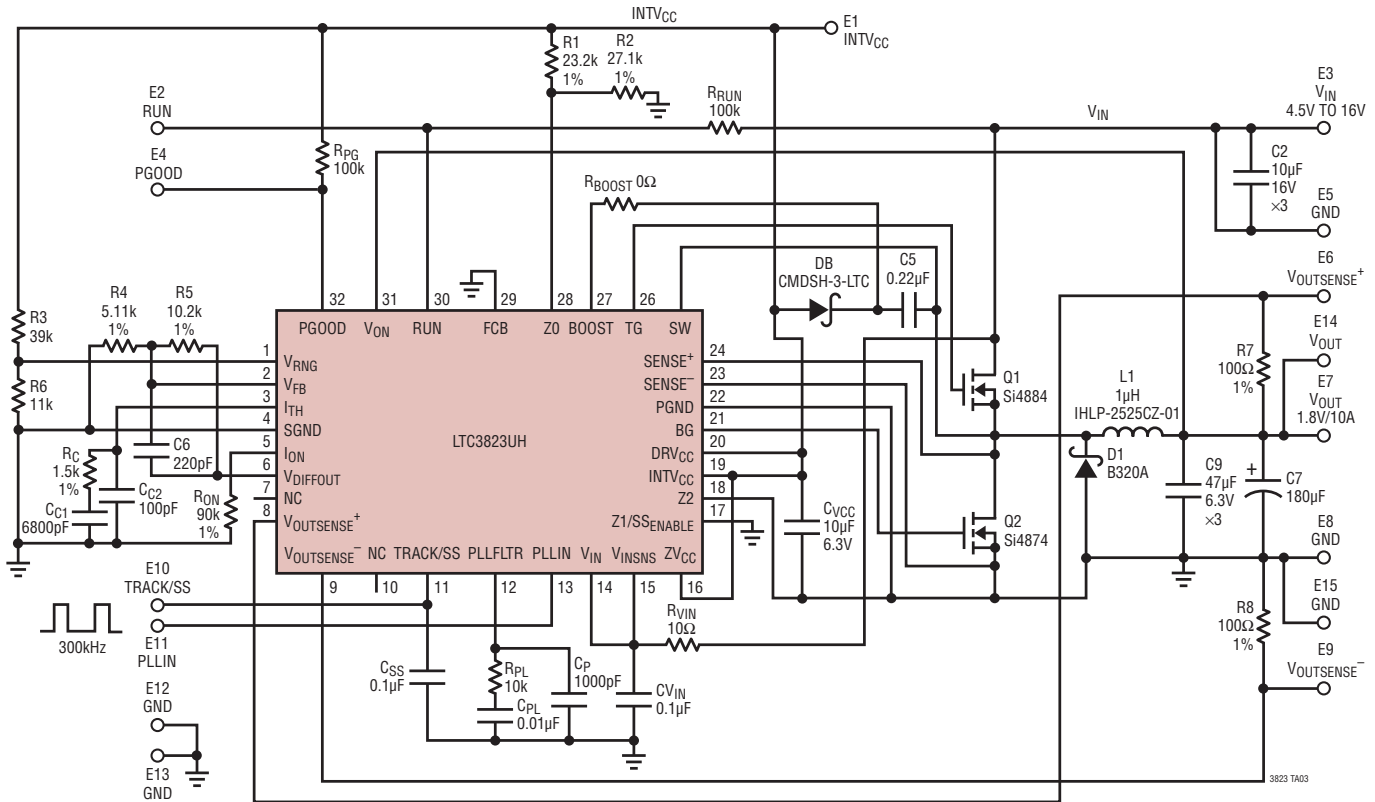 INTVCC
E1
INTVCC
R1
23.2k
1%
R2
27.1k
1%
E2
RUN
RRUN
100k
VIN
E3
VIN
4.5V TO 16V
E4
PGOOD
RPG
100k
C2
10µF
16V
×3
RBOOST 0Ω
E5
GND
DB
CMDSH-3-LTC
C5
0.22µF
E6
VOUTSENSE+
R4
5.11k
1%
R5
10.2k
1%
R3
39k
R6
11k
32
31
30
29
28
27
26
PGOOD
VON
RUN
FCB
Z0
BOOST
TG
SW
1
VRNG
2
VFB
3
ITH
4
SGND
5
ION
6
VDIFFOUT
7
NC
8
VOUTSENSE+
LTC3823UH
SENSE+
24
SENSE−
23
PGND
22
BG
21
DRVCC
20
INTVCC
19
Z2
18
Z1/SSENABLE
17
VOUTSENSE−
NC
TRACK/SS
PLLFLTR
PLLIN
VIN
VINSNS
ZVCC
9
10
11
12
13
14
15
16
C6
220pF
RC
1.5k
1%
CC2
100pF
CC1
6800pF
RON
90k
1%
Q1
Si4884
Q2
Si4874
R7
100Ω
1%
E14
VOUT
L1
1µH
IHLP-2525CZ-01
E7
VOUT
1.8V/10A
D1
B320A
C9
47µF
6.3V
×3
+
C7
180µF
CVCC
10µF
6.3V
E8
GND
E15
GND
R8
100Ω
1%
E9
VOUTSENSE−
E10
TRACK/SS
300kHz
E11
PLLIN
E12
GND
E13
GND
CSS
0.1µF
RPL
10k
CPL
0.01µF
CP
1000pF
RVIN
10Ω
CVIN
0.1µF
3823 TA03